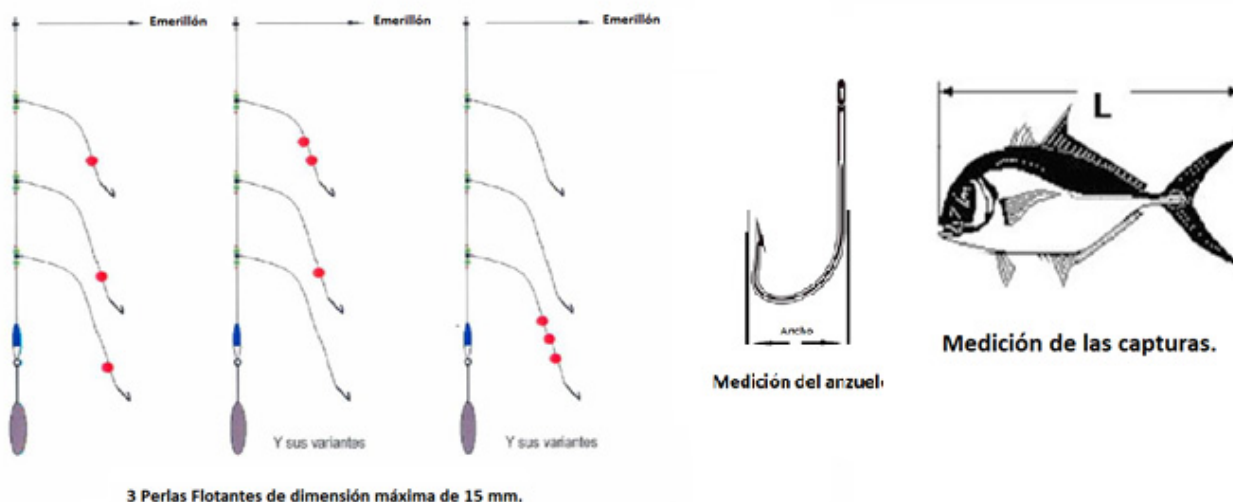 Emerillón
Emerillón
Emerillón
L
Ancho
Medición del anzuel
Medición de las capturas.
Y sus variantes
Y sus variantes
3 Perlas Flotantes de dimensión máxima de 15 mm.